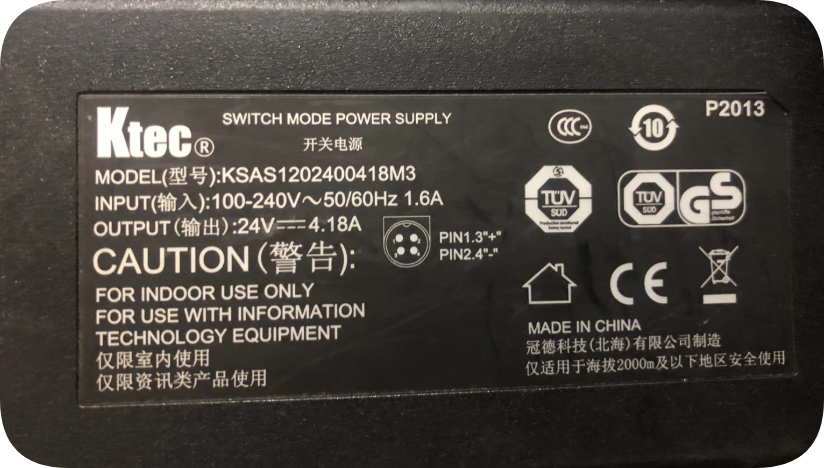 P2013
Ktec®
SWITCH MODE POWER SUPPLY
开关电源
CCC
10
MODEL(型号):KSAS1202400418M3
INPUT(输入):100-240V～50/60Hz 1.6A
OUTPUT(输出):24V⎓4.18A
PIN1.3"+"
PIN2.4"-"
TÜV
SÜD
TÜV
SÜD
GS
geprüfte
Sicherheit
CAUTION(警告):
CE
FOR INDOOR USE ONLY
FOR USE WITH INFORMATION
TECHNOLOGY EQUIPMENT
仅限室内使用
仅限资讯类产品使用
MADE IN CHINA
冠德科技(北海)有限公司制造
仅适用于海拔2000m及以下地区安全使用